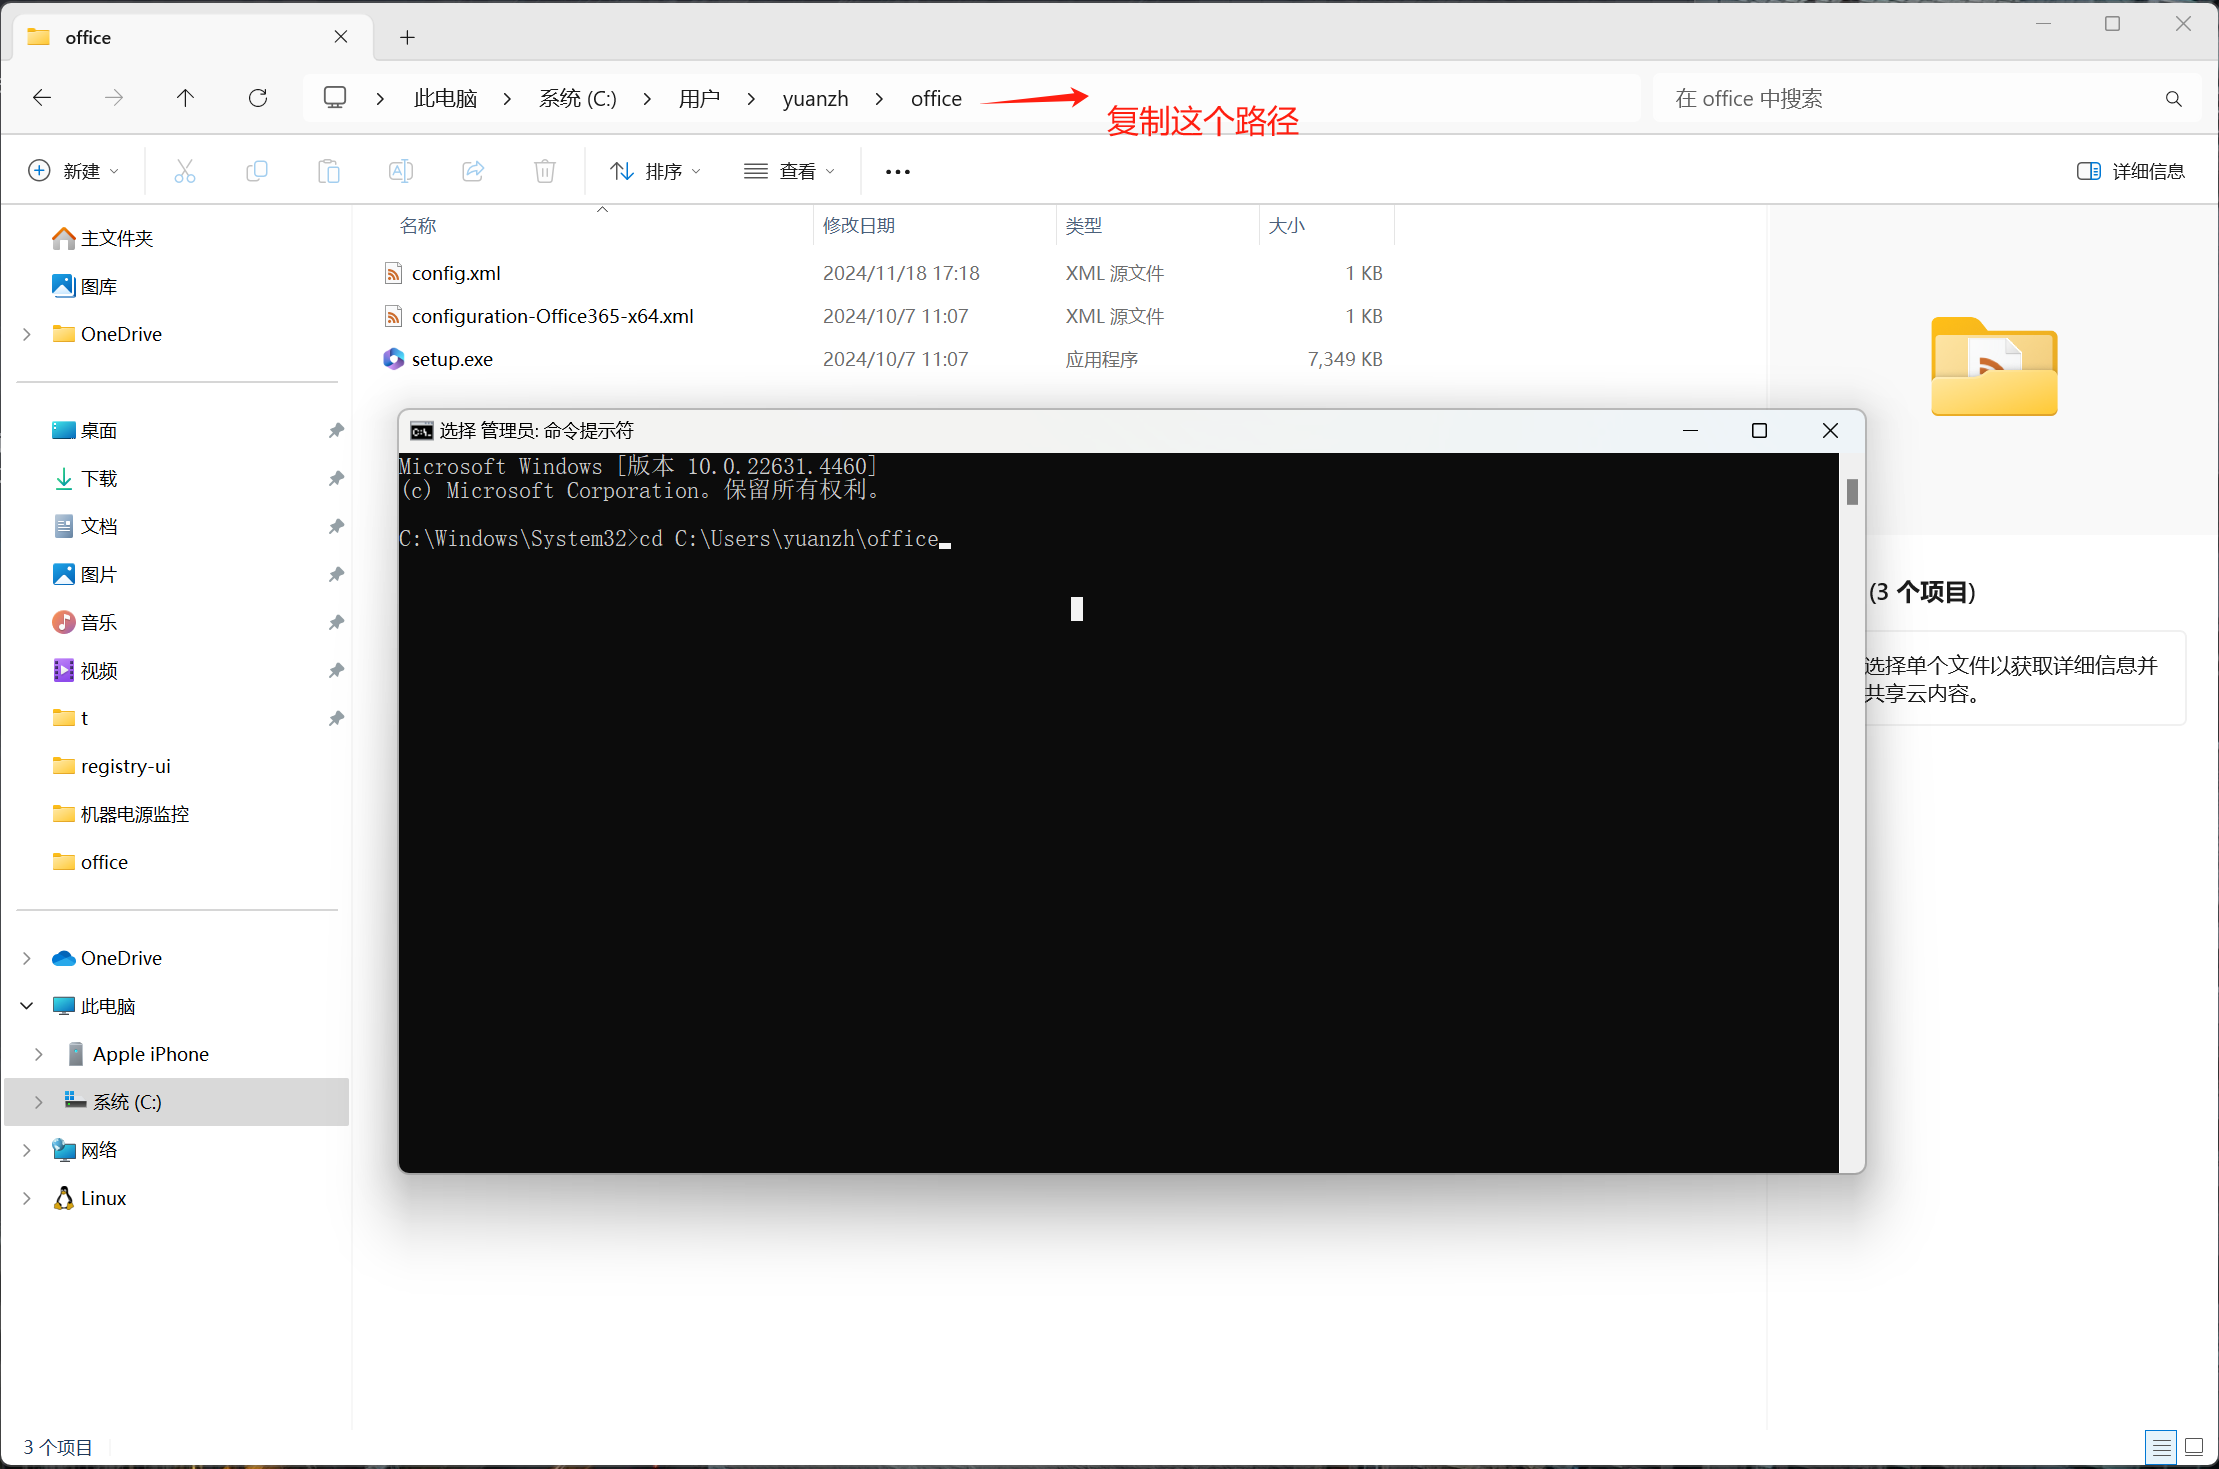 office
此电脑 系统 (C:) 用户 yuanzh office
复制这个路径
在 office 中搜索
新建 排序 查看 详细信息
主文件夹
图库
OneDrive
桌面
下载
文档
图片
音乐
视频
t
registry-ui
机器电源监控
office
OneDrive
此电脑
Apple iPhone
系统 (C:)
网络
Linux
名称 修改日期 类型 大小
config.xml 2024/11/18 17:18 XML 源文件 1 KB
configuration-Office365-x64.xml 2024/10/7 11:07 XML 源文件 1 KB
setup.exe 2024/10/7 11:07 应用程序 7,349 KB
选择 管理员: 命令提示符
Microsoft Windows [版本 10.0.22631.4460]
(c) Microsoft Corporation。保留所有权利。
C:\Windows\System32>cd C:\Users\yuanzh\office
(3 个项目)
选择单个文件以获取详细信息并
共享云内容。
3 个项目